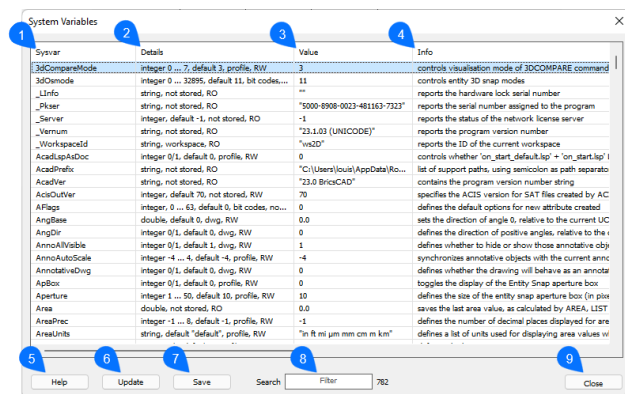 System Variables
1 2 3 4
Sysvar Details Value Info
3dCompareMode integer 0 ... 7, default 3, profile, RW 3 controls visualisation mode of 3DCOMPARE command
3dOsmode integer 0 ... 32895, default 11, bit codes,... 11 controls entity 3D snap modes
_LInfo string, not stored, RO "" reports the hardware lock serial number
_Pkser string, not stored, RO "5000-8908-0023-481163-7323" reports the serial number assigned to the program
_Server integer, default -1, not stored, RO -1 reports the status of the network license server
_Vernum string, not stored, RO "23.1.03 (UNICODE)" reports the program version number
_WorkspaceId string, workspace, RO "ws2D" reports the ID of the current workspace
AcadLspAsDoc integer 0/1, default 0, profile, RW 0 controls whether 'on_start_default.lsp' + 'on_start.lsp'
AcadPrefix string, not stored, RO "C:\Users\louis\AppData\Ro... list of support paths, using semicolon as path separato
AcadVer string, not stored, RO "23.0 BricsCAD" contains the program version number string
AcisOutVer integer, default 70, not stored, RW 70 specifies the ACIS version for SAT files created by AC
AFlags integer, 0 ... 63, default 0, bit codes, no... 0 defines the default options for new attribute created
AngBase double, default 0, dwg, RW 0.0 sets the direction of angle 0, relative to the current UC
AngDir integer 0/1, default 0, dwg, RW 0 defines the direction of positive angles, relative to the
AnnoAllVisible integer 0/1, default 1, dwg, RW 1 defines whether to hide or show those annotative obje
AnnoAutoScale integer -4 ... 4, default -4, profile, RW -4 synchronizes annotative objects with the current anno
AnnotativeDwg integer 0/1, default 0, dwg, RW 0 defines whether the drawing will behave as an annotat
ApBox integer 0/1, default 0, profile, RW 0 toggles the display of the Entity Snap aperture box
Aperture integer 1 ... 50, default 10, profile, RW 10 defines the size of the entity snap aperture box (in pixe
Area double, not stored, RO 0.0 saves the last area value, as calculated by AREA, LIST
AreaPrec integer -1 ... 8, default -1, profile, RW -1 defines the number of decimal places displayed for are
AreaUnits string, default "default", profile, RW "in ft mi µm mm cm m km" defines a list of units used for displaying area values wi
5 6 7 8 9
Help Update Save Search Filter 782 Close